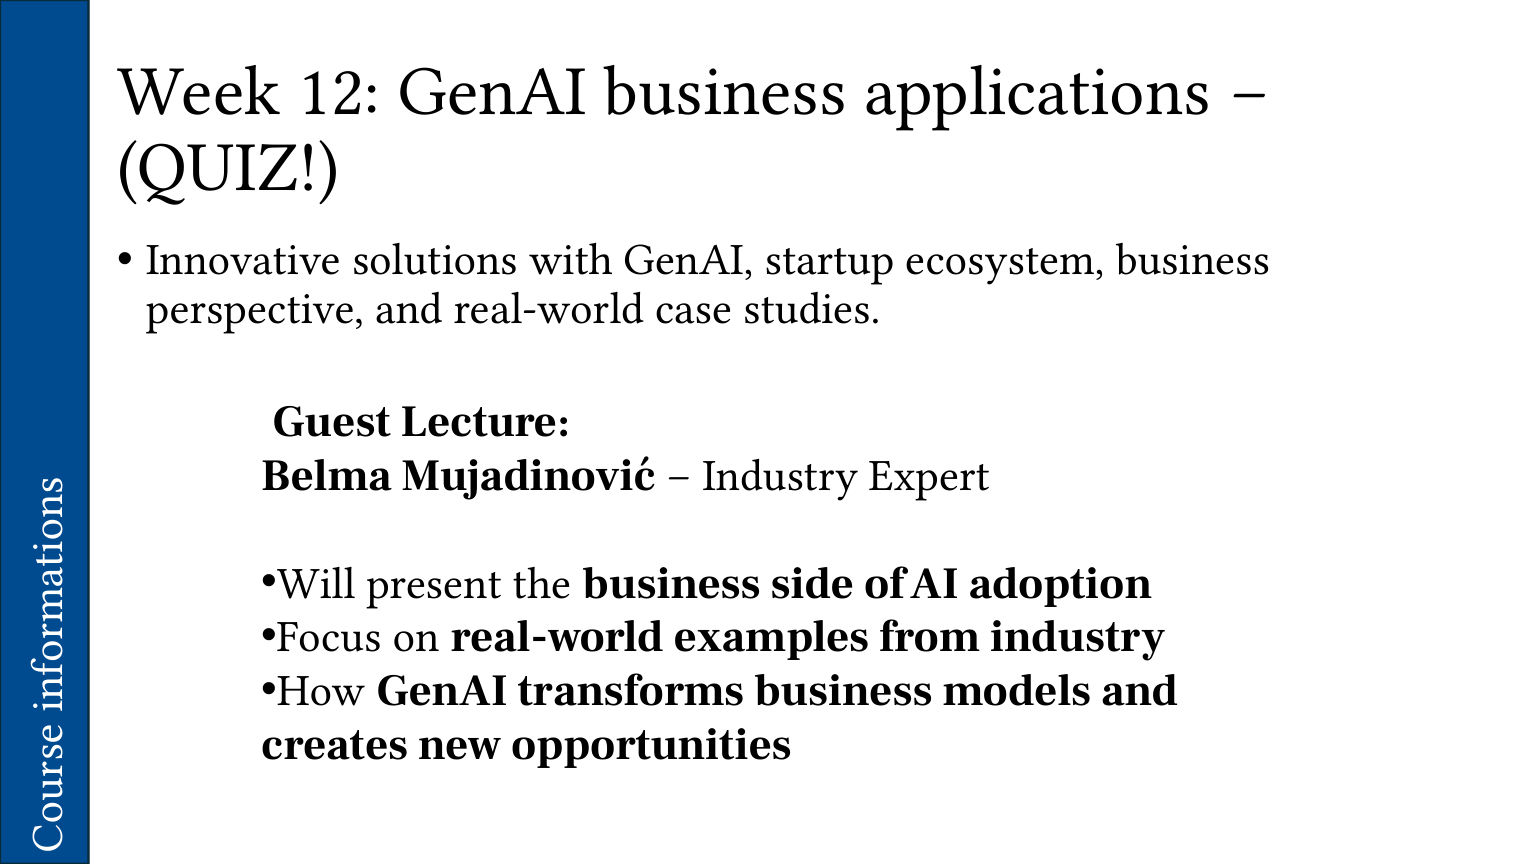 Week 12: GenAI business applications –
(QUIZ!)
• Innovative solutions with GenAI, startup ecosystem, business
perspective, and real-world case studies.
Guest Lecture:
Belma Mujadinović – Industry Expert
•Will present the business side of AI adoption
•Focus on real-world examples from industry
•How GenAI transforms business models and
creates new opportunities
Course informations